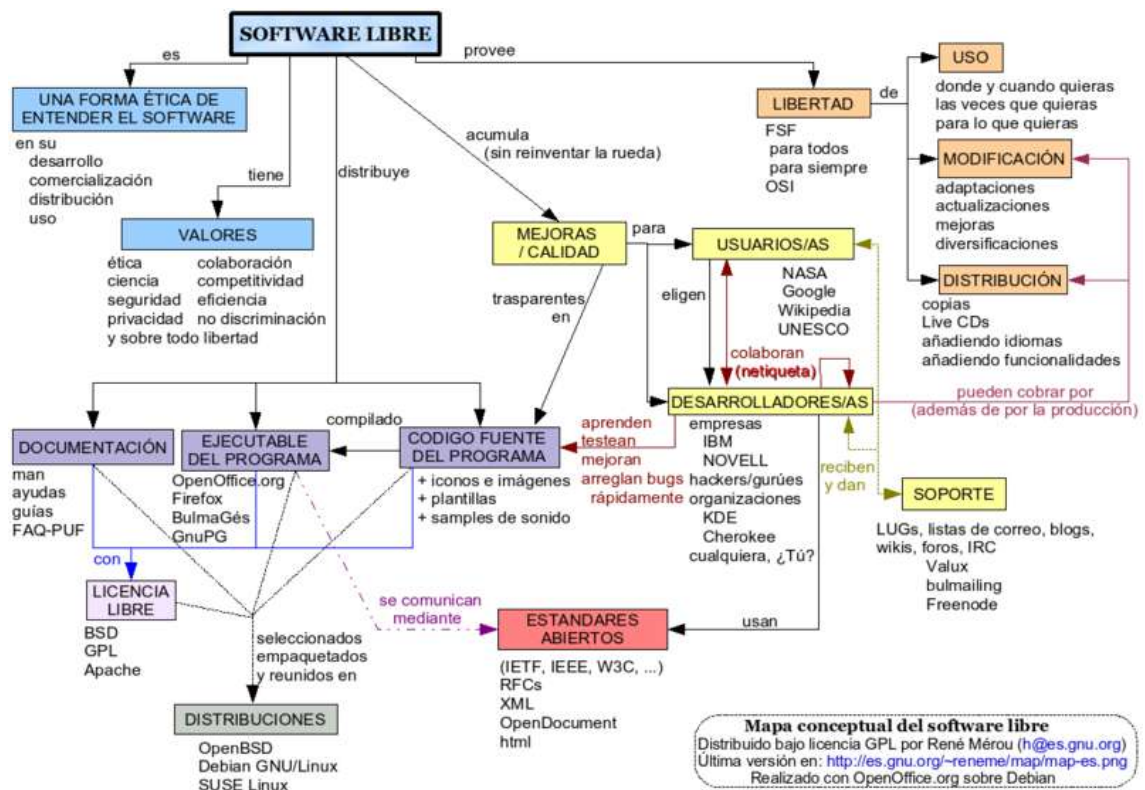 SOFTWARE LIBRE
es
provee
UNA FORMA ÉTICA DE
ENTENDER EL SOFTWARE
en su
desarrollo
comercialización
distribución
uso
tiene
VALORES
ética colaboración
ciencia competitividad
seguridad eficiencia
privacidad no discriminación
y sobre todo libertad
distribuye
acumula
(sin reinventar la rueda)
LIBERTAD
FSF
para todos
para siempre
OSI
de
USO
donde y cuando quieras
las veces que quieras
para lo que quieras
MODIFICACIÓN
adaptaciones
actualizaciones
mejoras
diversificaciones
DISTRIBUCIÓN
copias
Live CDs
añadiendo idiomas
añadiendo funcionalidades
MEJORAS
/ CALIDAD
para
trasparentes
en
USUARIOS/AS
NASA
Google
Wikipedia
UNESCO
eligen
colaboran
(netiqueta)
DESARROLLADORES/AS
empresas
IBM
NOVELL
hackers/gurúes
organizaciones
KDE
Cherokee
cualquiera, ¿Tú?
pueden cobrar por
(además de por la producción)
reciben
y dan
SOPORTE
LUGs, listas de correo, blogs,
wikis, foros, IRC
Valux
bulmailing
Freenode
aprenden
testean
mejoran
arreglan bugs
rápidamente
DOCUMENTACIÓN
man
ayudas
guías
FAQ-PUF
EJECUTABLE
DEL PROGRAMA
OpenOffice.org
Firefox
BulmaGés
GnuPG
compilado
CODIGO FUENTE
DEL PROGRAMA
+ iconos e imágenes
+ plantillas
+ samples de sonido
con
LICENCIA
LIBRE
BSD
GPL
Apache
seleccionados
empaquetados
y reunidos en
DISTRIBUCIONES
OpenBSD
Debian GNU/Linux
SUSE Linux
se comunican
mediante
ESTANDARES
ABIERTOS
(IETF, IEEE, W3C, ...)
RFCs
XML
OpenDocument
html
usan
Mapa conceptual del software libre
Distribuido bajo licencia GPL por René Mérou (h@es.gnu.org)
Última versión en: http://es.gnu.org/~reneme/map/map-es.png
Realizado con OpenOffice.org sobre Debian